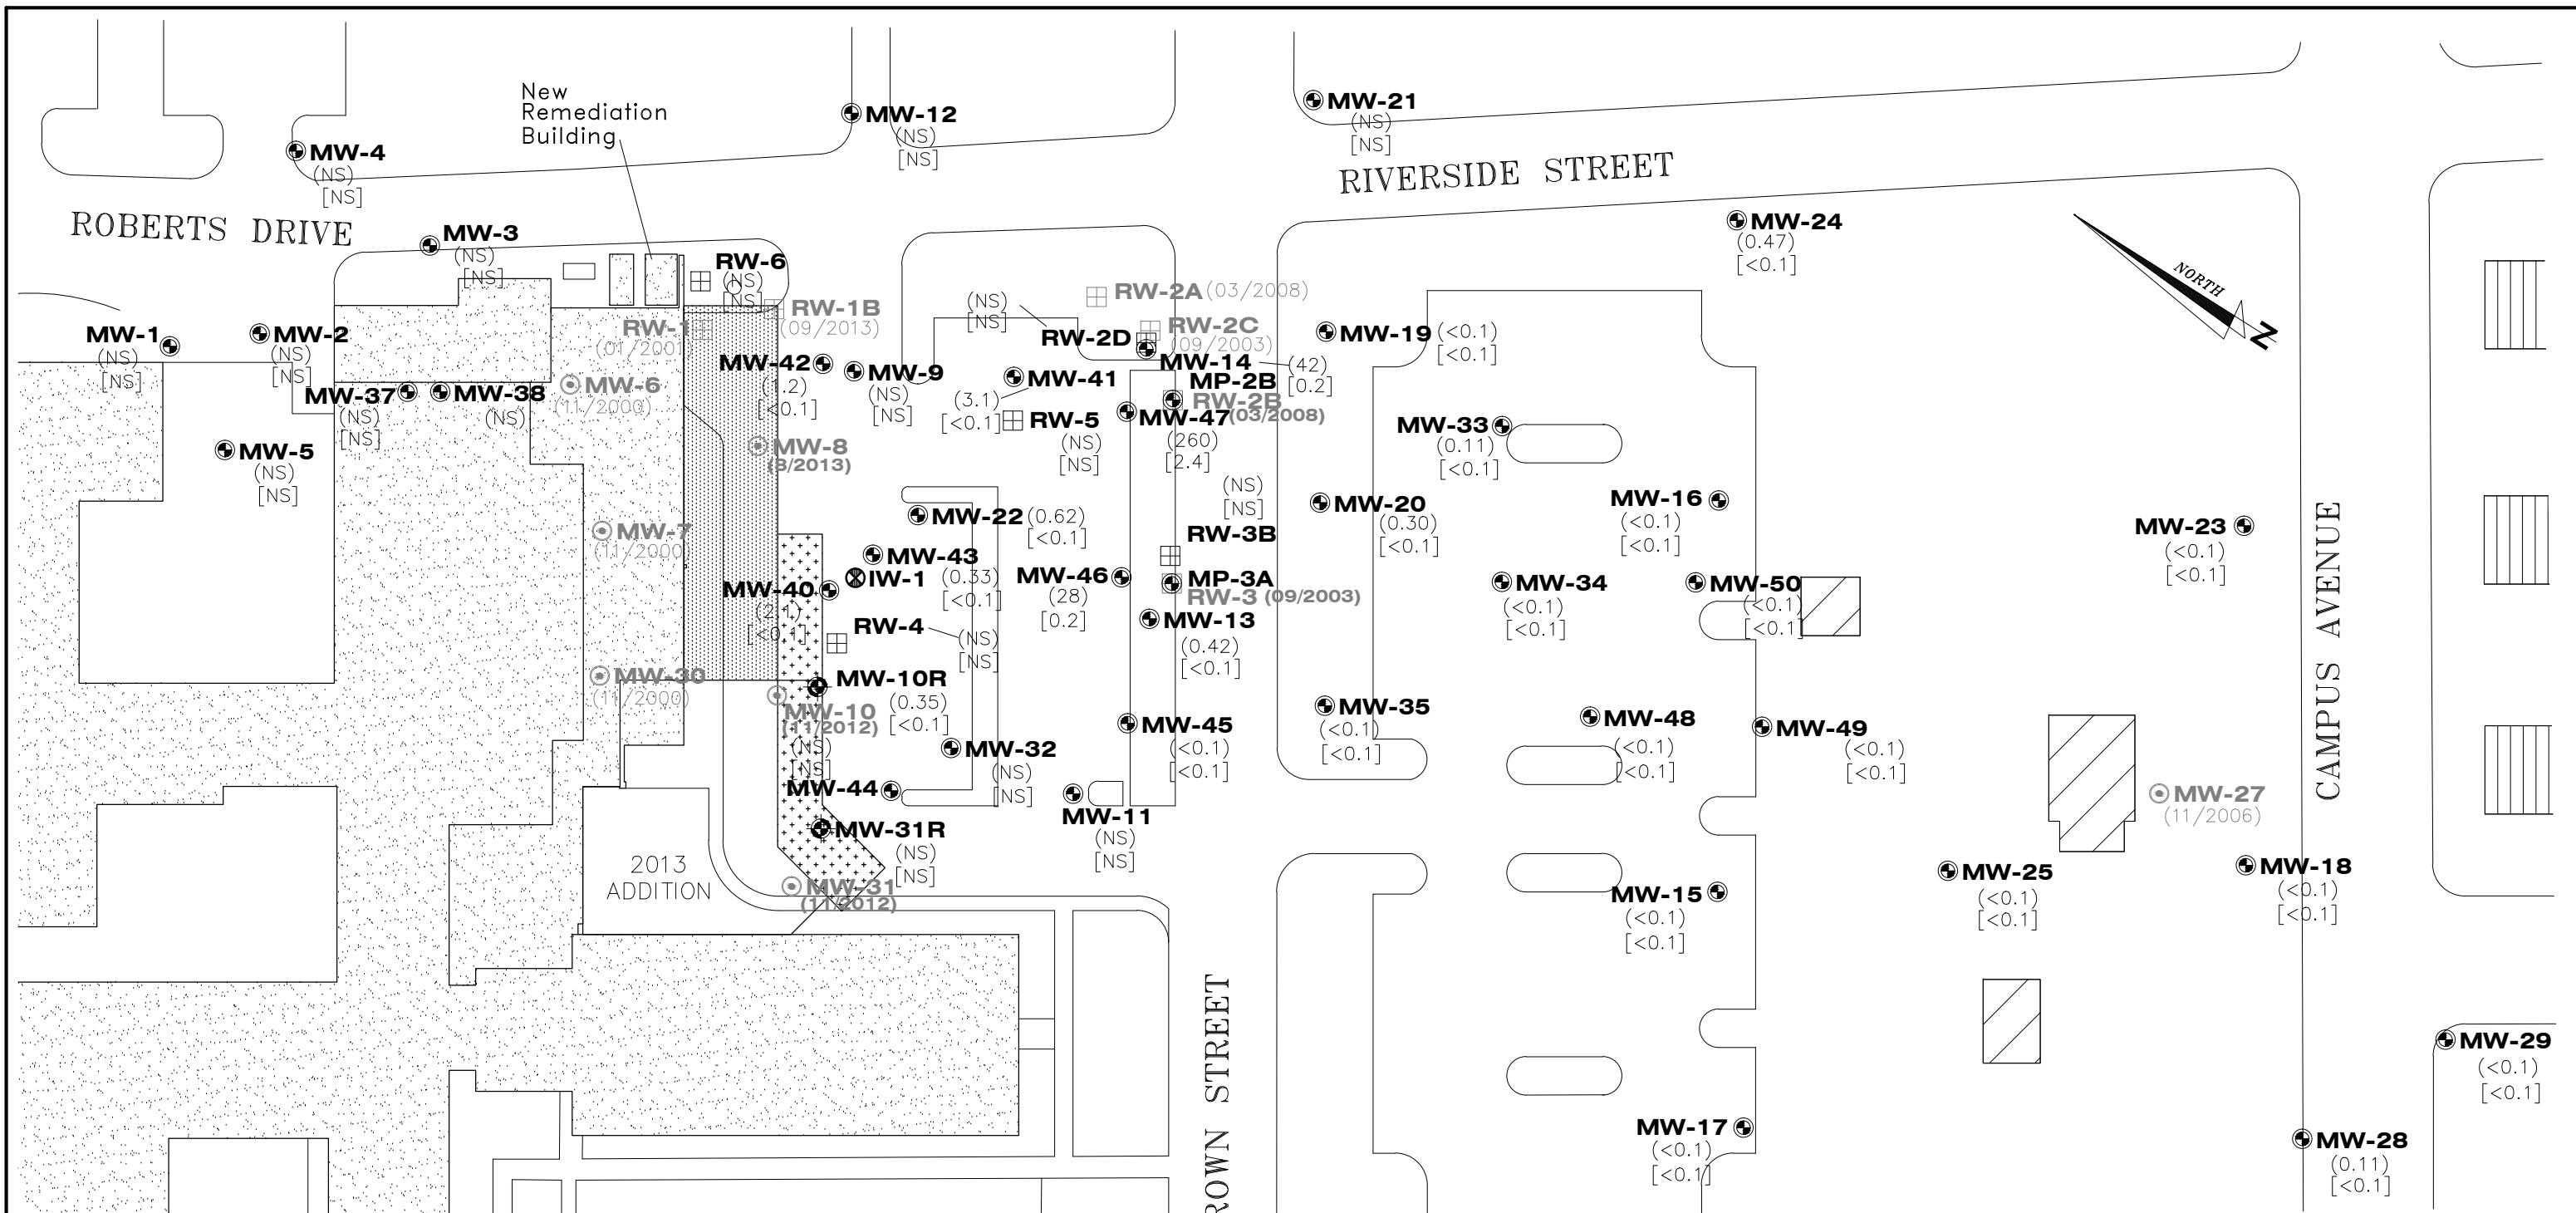 New
Remediation
Building
MW-4
(NS)
[NS]
MW-12
(NS)
[NS]
MW-21
(NS)
[NS]
RIVERSIDE STREET
ROBERTS DRIVE
MW-3
(NS)
[NS]
MW-24
(0.47)
[<0.1]
NORTH
Z
RW-6
(NS)
[NS]
RW-1B
(09/2013)
RW-1
(01/2001)
(NS)
[NS]
RW-2A (03/2008)
RW-2C
(09/2003)
RW-2D
MW-1
(NS)
[NS]
MW-2
(NS)
[NS]
MW-19 (<0.1)
[<0.1]
MW-42
(1.2)
[<0.1]
MW-9
(NS)
[NS]
MW-41
(3.1)
[<0.1]
MW-14 (42)
[0.2]
MP-2B
RW-2B
(03/2008)
MW-47
(260)
[2.4]
MW-37
(NS)
[NS]
MW-38
(NS)
MW-6
(11/2000)
RW-5
(NS)
[NS]
MW-33
(0.11)
[<0.1]
MW-5
(NS)
[NS]
MW-8
(8/2013)
(NS)
[NS]
RW-3B
MW-20
(0.30)
[<0.1]
MW-16
(<0.1)
[<0.1]
MW-23
(<0.1)
[<0.1]
MW-7
(11/2000)
MW-22 (0.62)
[<0.1]
MW-43
(0.33)
[<0.1]
IW-1
MW-40
(2.1)
[<0.1]
MW-46
(28)
[0.2]
MP-3A
RW-3 (09/2003)
MW-34
(<0.1)
[<0.1]
MW-50
(<0.1)
[<0.1]
CAMPUS AVENUE
RW-4
(NS)
[NS]
MW-13
(0.42)
[<0.1]
MW-30
(11/2000)
MW-10R
(0.35)
[<0.1]
MW-10
(11/2012)
(NS)
[NS]
MW-32
(NS)
[NS]
MW-45
(<0.1)
[<0.1]
MW-35
(<0.1)
[<0.1]
MW-48
(<0.1)
[<0.1]
MW-49
(<0.1)
[<0.1]
MW-27
(11/2006)
MW-44
MW-11
(NS)
[NS]
MW-31R
(NS)
[NS]
2013
ADDITION
MW-31
(11/2012)
MW-15
(<0.1)
[<0.1]
MW-25
(<0.1)
[<0.1]
MW-18
(<0.1)
[<0.1]
ROWN STREET
MW-29
(<0.1)
[<0.1]
MW-17
(<0.1)
[<0.1]
MW-28
(0.11)
[<0.1]